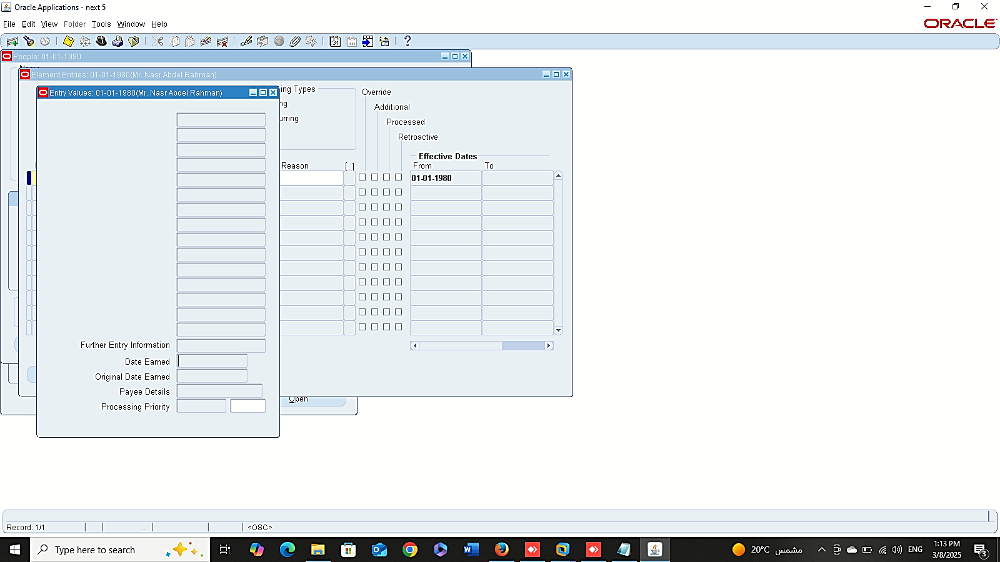 Oracle Applications - next 5
File Edit View Folder Tools Window Help
ORACLE
People: 01-01-1980
Element Entries: 01-01-1980(Mr. Nasr Abdel Rahman)
Entry Values: 01-01-1980(Mr. Nasr Abdel Rahman)
ing Types
ng
urring
Override
Additional
Processed
Retroactive
Effective Dates
Reason [ ] From To
01-01-1980
Further Entry Information
Date Earned
Original Date Earned
Payee Details
Processing Priority
Open
Record: 1/1 ... <OSC>
Type here to search
20°C مشمس ENG
1:13 PM
3/8/2025
3